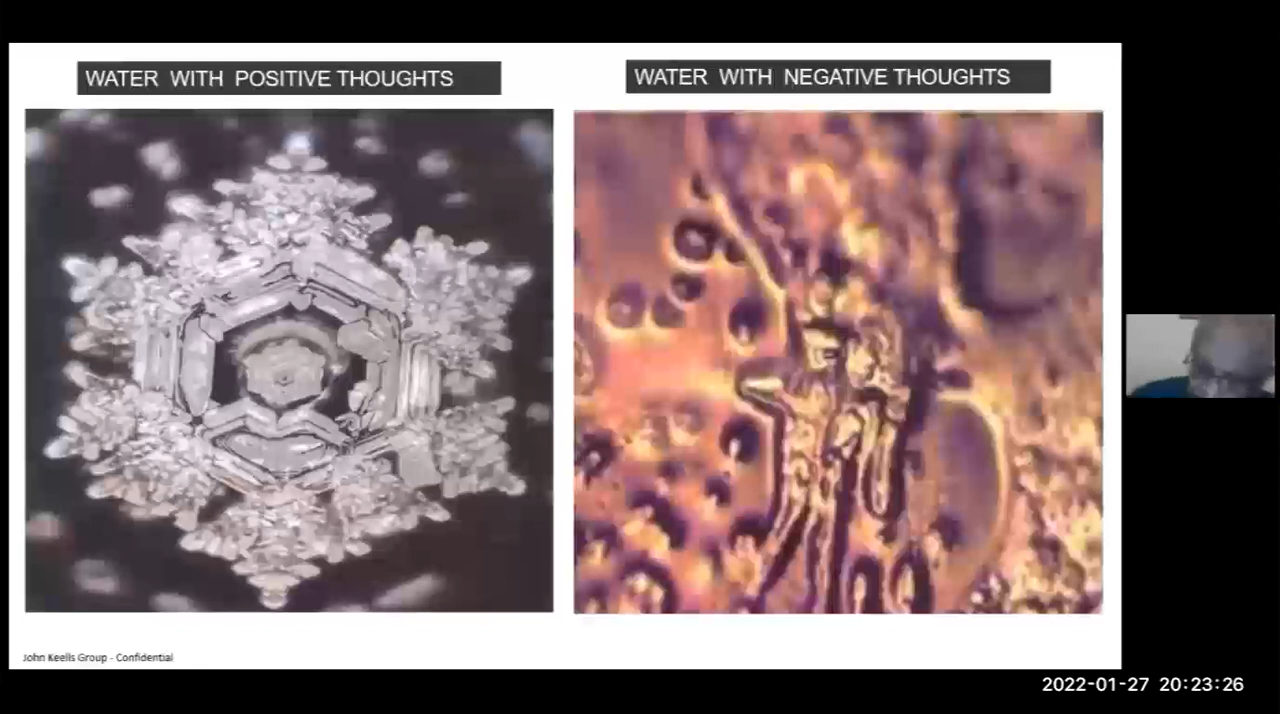 WATER WITH POSITIVE THOUGHTS
WATER WITH NEGATIVE THOUGHTS
John Keells Group - Confidential
2022-01-27 20:23:26